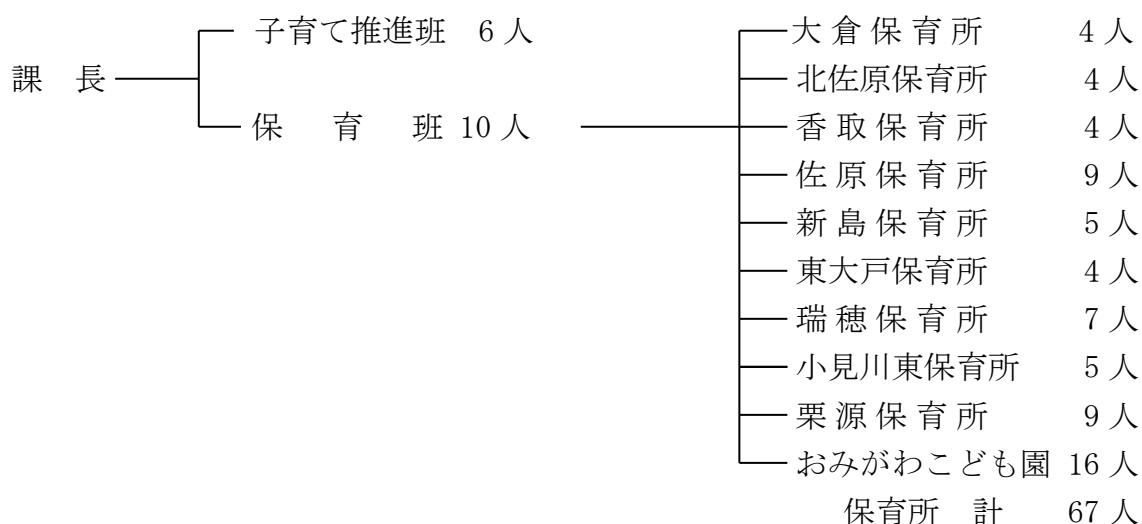 子育て推進班 6人
課 長
保 育 班 10人
大倉保育所 4人
北佐原保育所 4人
香取保育所 4人
佐原保育所 9人
新島保育所 5人
東大戸保育所 4人
瑞穂保育所 7人
小見川東保育所 5人
栗源保育所 9人
おみがわこども園 16人
保育所 計 67人